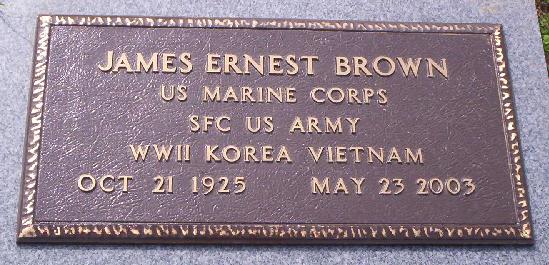 JAMES ERNEST BROWN
US MARINE CORPS
SFC US ARMY
WWII KOREA VIETNAM
OCT 21 1925 MAY 23 2003